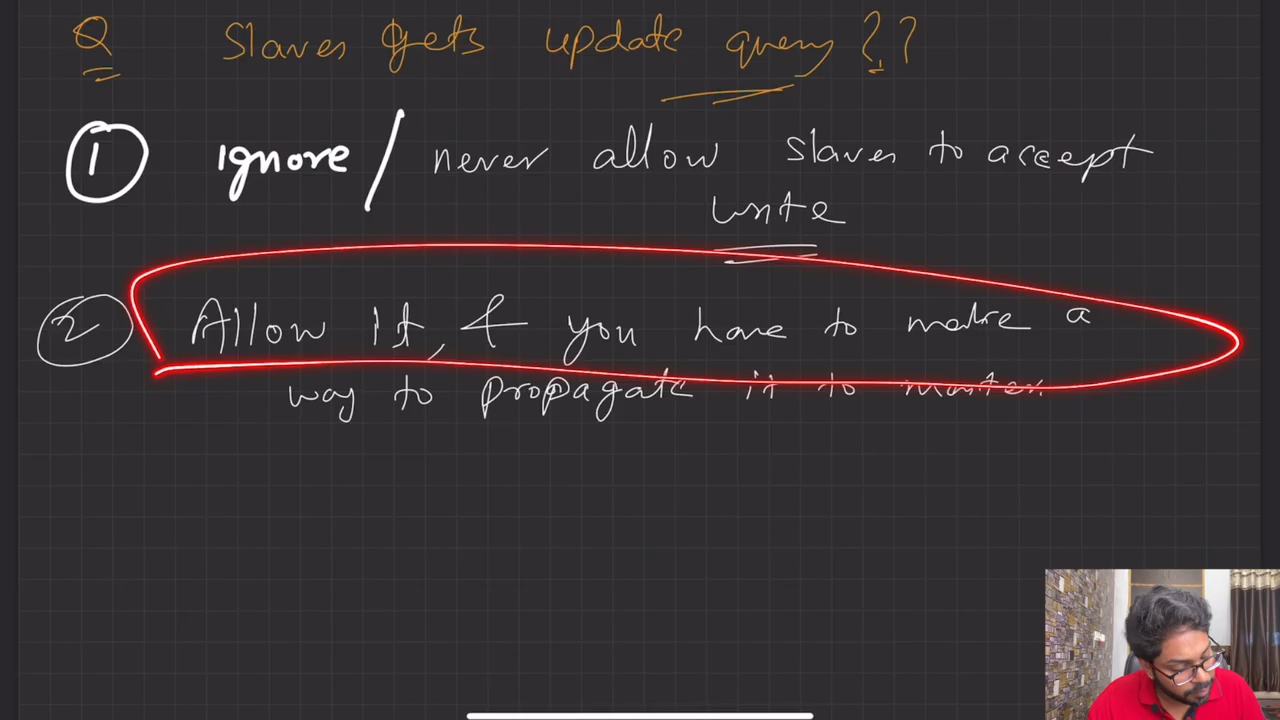 Q Slaves gets update query ??
1 ignore / never allow slaves to accept
write
2 Allow it, & you have to make a
way to propagate it to master.